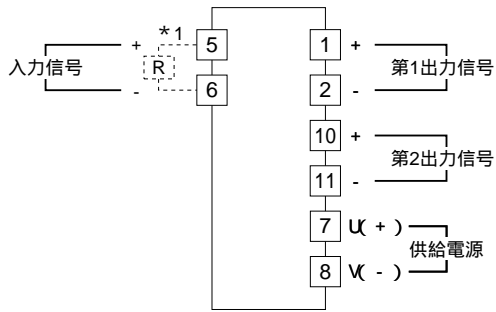 *1
+ 5 1 +
入力信号 R 第1出力信号
- 6 2 -
10 +
第2出力信号
11 -
7 U( + )
供給電源
8 V( - )